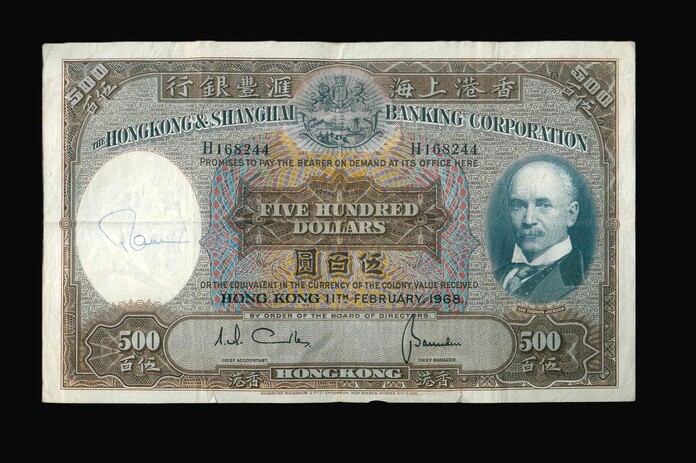 500 500
百伍 百伍
行銀豐滙 海上港香
THE HONGKONG & SHANGHAI BANKING CORPORATION
H168244 H168244
PROMISES TO PAY THE BEARER ON DEMAND AT ITS OFFICE HERE
FIVE HUNDRED
DOLLARS
圓百伍
OR THE EQUIVALENT IN THE CURRENCY OF THE COLONY, VALUE RECEIVED
HONG KONG 11TH FEBRUARY, 1968.
BY ORDER OF THE BOARD OF DIRECTORS.
500 500
百伍 百伍
CHIEF ACCOUNTANT. CHIEF MANAGER.
港香 HONGKONG 港香